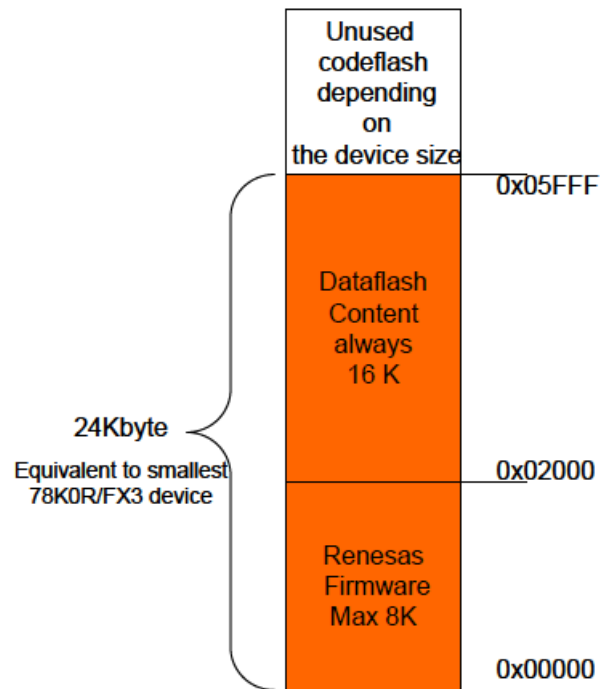 Unused
codeflash
depending
on
the device size
0x05FFF
Dataflash
Content
always
16 K
24Kbyte
Equivalent to smallest
78K0R/FX3 device
0x02000
Renesas
Firmware
Max 8K
0x00000